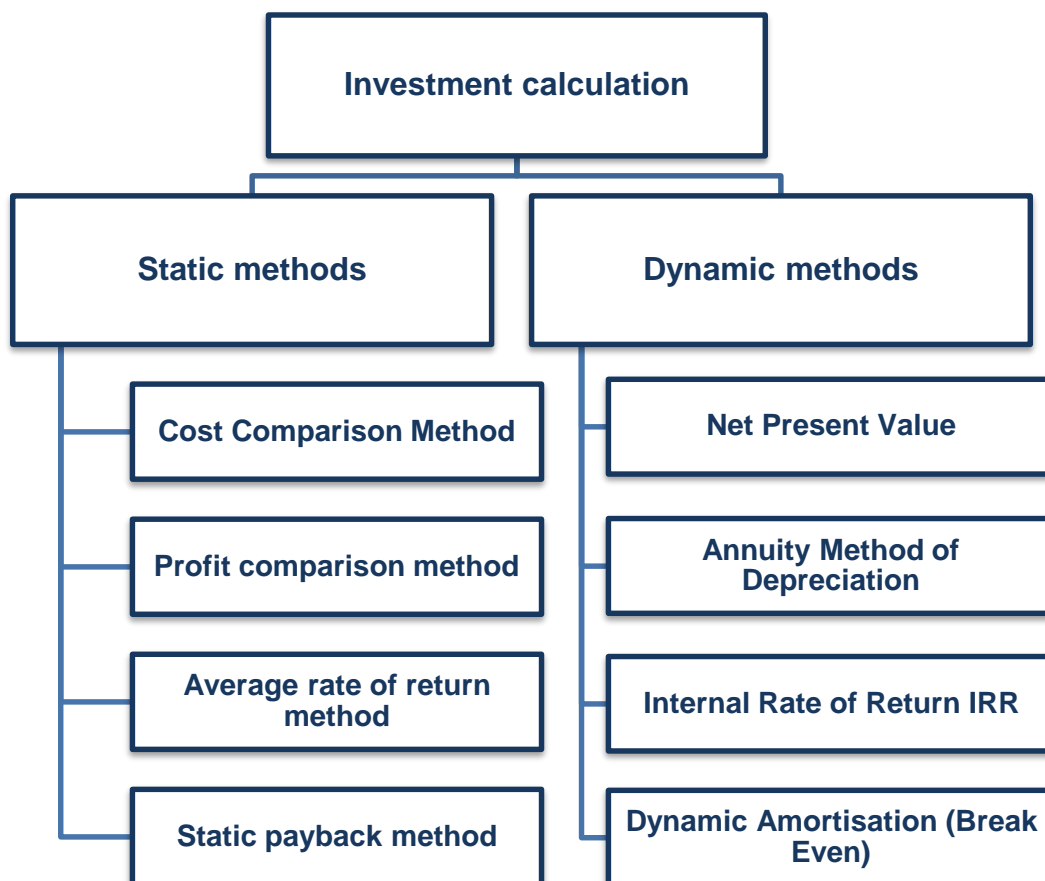 Investment calculation
Static methods
Dynamic methods
Cost Comparison Method
Profit comparison method
Average rate of return
method
Static payback method
Net Present Value
Annuity Method of
Depreciation
Internal Rate of Return IRR
Dynamic Amortisation (Break
Even)